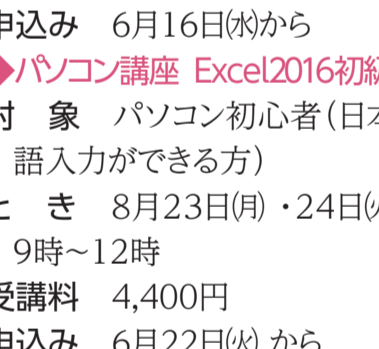 申込み　6月16日㈬から
◆パソコン講座 Excel2016初級
対　象　パソコン初心者（日本
語入力ができる方）
と　き　8月23日㈪・24日㈫
9時～12時
受講料　4,400円
申込み　6月22日㈫から